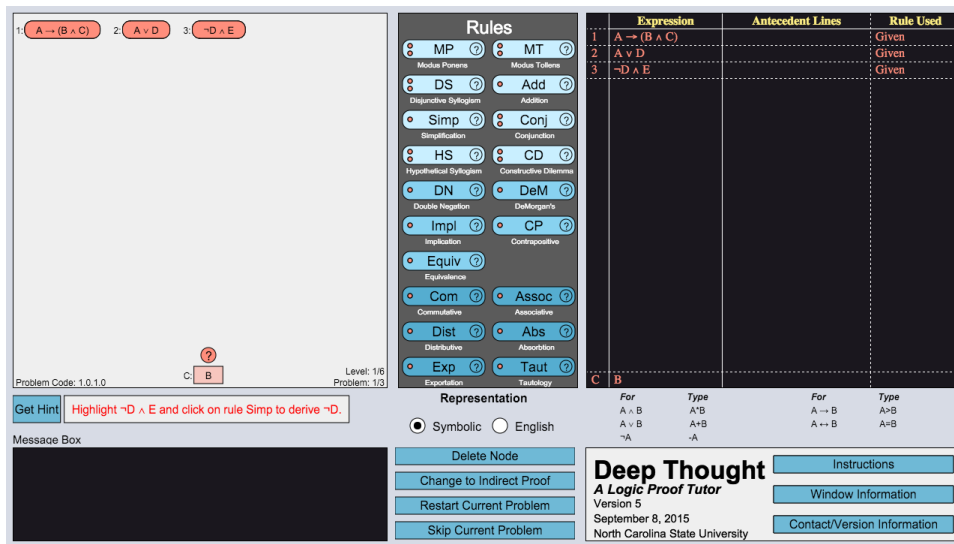 1: A → (B ∧ C) 2: A ∨ D 3: ¬D ∧ E
?
C: B
Problem Code: 1.0.1.0
Level: 1/6
Problem: 1/3
Get Hint
Highlight ¬D ∧ E and click on rule Simp to derive ¬D.
Message Box
Rules
MP ? MT ?
Modus Ponens Modus Tollens
DS ? Add ?
Disjunctive Syllogism Addition
Simp ? Conj ?
Simplification Conjunction
HS ? CD ?
Hypothetical Syllogism Constructive Dilemma
DN ? DeM ?
Double Negation DeMorgan's
Impl ? CP ?
Implication Contrapositive
Equiv ?
Equivalence
Com ? Assoc ?
Commutative Associative
Dist ? Abs ?
Distributive Absorbtion
Exp ? Taut ?
Exportation Tautology
Representation
Symbolic English
Delete Node
Change to Indirect Proof
Restart Current Problem
Skip Current Problem
Expression Antecedent Lines Rule Used
1 A → (B ∧ C) Given
2 A ∨ D Given
3 ¬D ∧ E Given
C B
For Type For Type
A ∧ B A*B A → B A>B
A ∨ B A+B A ↔ B A=B
¬A -A
Deep Thought
A Logic Proof Tutor
Version 5
September 8, 2015
North Carolina State University
Instructions
Window Information
Contact/Version Information